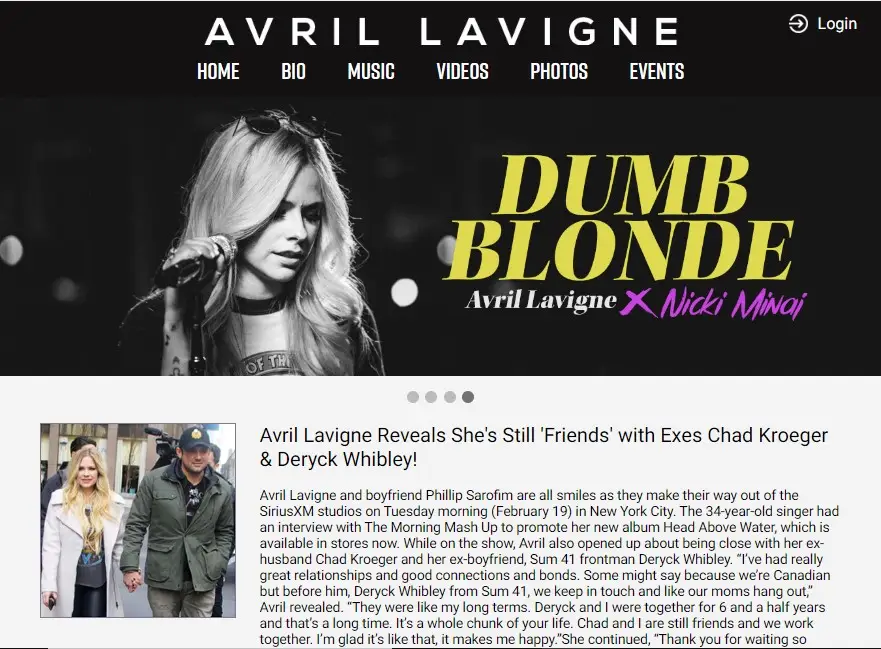 AVRIL LAVIGNE
Login
HOME BIO MUSIC VIDEOS PHOTOS EVENTS
DUMB
BLONDE
Avril Lavigne X Nicki Minaj
OF TH
Avril Lavigne Reveals She's Still 'Friends' with Exes Chad Kroeger
& Deryck Whibley!
Avril Lavigne and boyfriend Phillip Sarofim are all smiles as they make their way out of the
SiriusXM studios on Tuesday morning (February 19) in New York City. The 34-year-old singer had
an interview with The Morning Mash Up to promote her new album Head Above Water, which is
available in stores now. While on the show, Avril also opened up about being close with her ex-
husband Chad Kroeger and her ex-boyfriend, Sum 41 frontman Deryck Whibley. “I’ve had really
great relationships and good connections and bonds. Some might say because we’re Canadian
but before him, Deryck Whibley from Sum 41, we keep in touch and like our moms hang out,”
Avril revealed. “They were like my long terms. Deryck and I were together for 6 and a half years
and that’s a long time. It’s a whole chunk of your life. Chad and I are still friends and we work
together. I’m glad it’s like that, it makes me happy.”She continued, “Thank you for waiting so